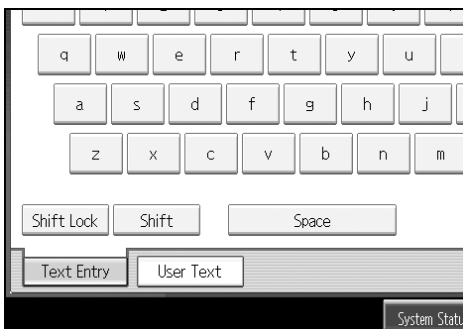 q w e r t y u
a s d f g h j
z x c v b n m
Shift Lock Shift Space
Text Entry User Text
System Statu